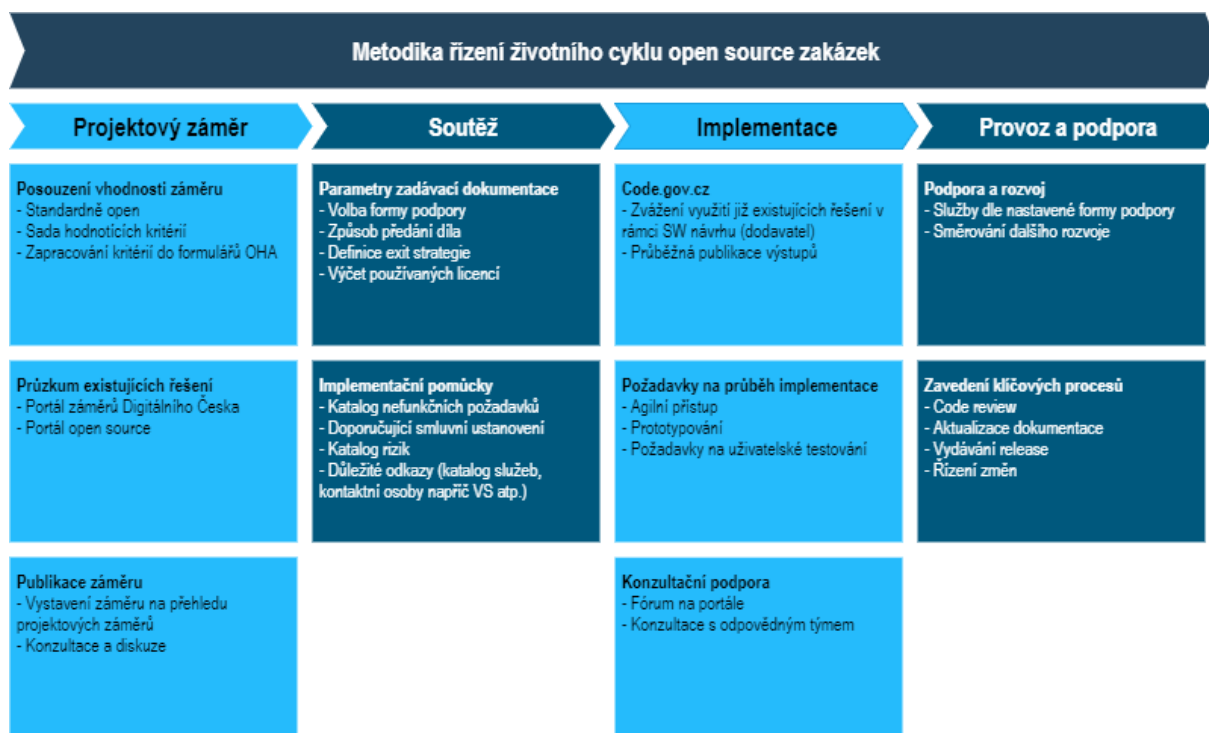 Metodika řízení životního cyklu open source zakázek
Projektový záměr
Soutěž
Implementace
Provoz a podpora
Posouzení vhodnosti záměru
- Standardně open
- Sada hodnotících kritérií
- Zapracování kritérií do formulářů OHA
Parametry zadávací dokumentace
- Volba formy podpory
- Způsob předání díla
- Definice exit strategie
- Výčet používaných licencí
Code.gov.cz
- Zvážení využití již existujících řešení v
rámci SW návrhu (dodavatel)
- Průběžná publikace výstupů
Podpora a rozvoj
- Služby dle nastavené formy podpory
- Směrování dalšího rozvoje
Průzkum existujících řešení
- Portál záměrů Digitálního Česka
- Portál open source
Implementační pomůcky
- Katalog nefunkčních požadavků
- Doporučující smluvní ustanovení
- Katalog rizik
- Důležité odkazy (katalog služeb,
kontaktní osoby napříč VS atp.)
Požadavky na průběh implementace
- Agilní přístup
- Prototypování
- Požadavky na uživatelské testování
Zavedení klíčových procesů
- Code review
- Aktualizace dokumentace
- Vydávání release
- Řízení změn
Publikace záměru
- Vystavení záměru na přehledu
projektových záměrů
- Konzultace a diskuze
Konzultační podpora
- Fórum na portále
- Konzultace s odpovědným týmem